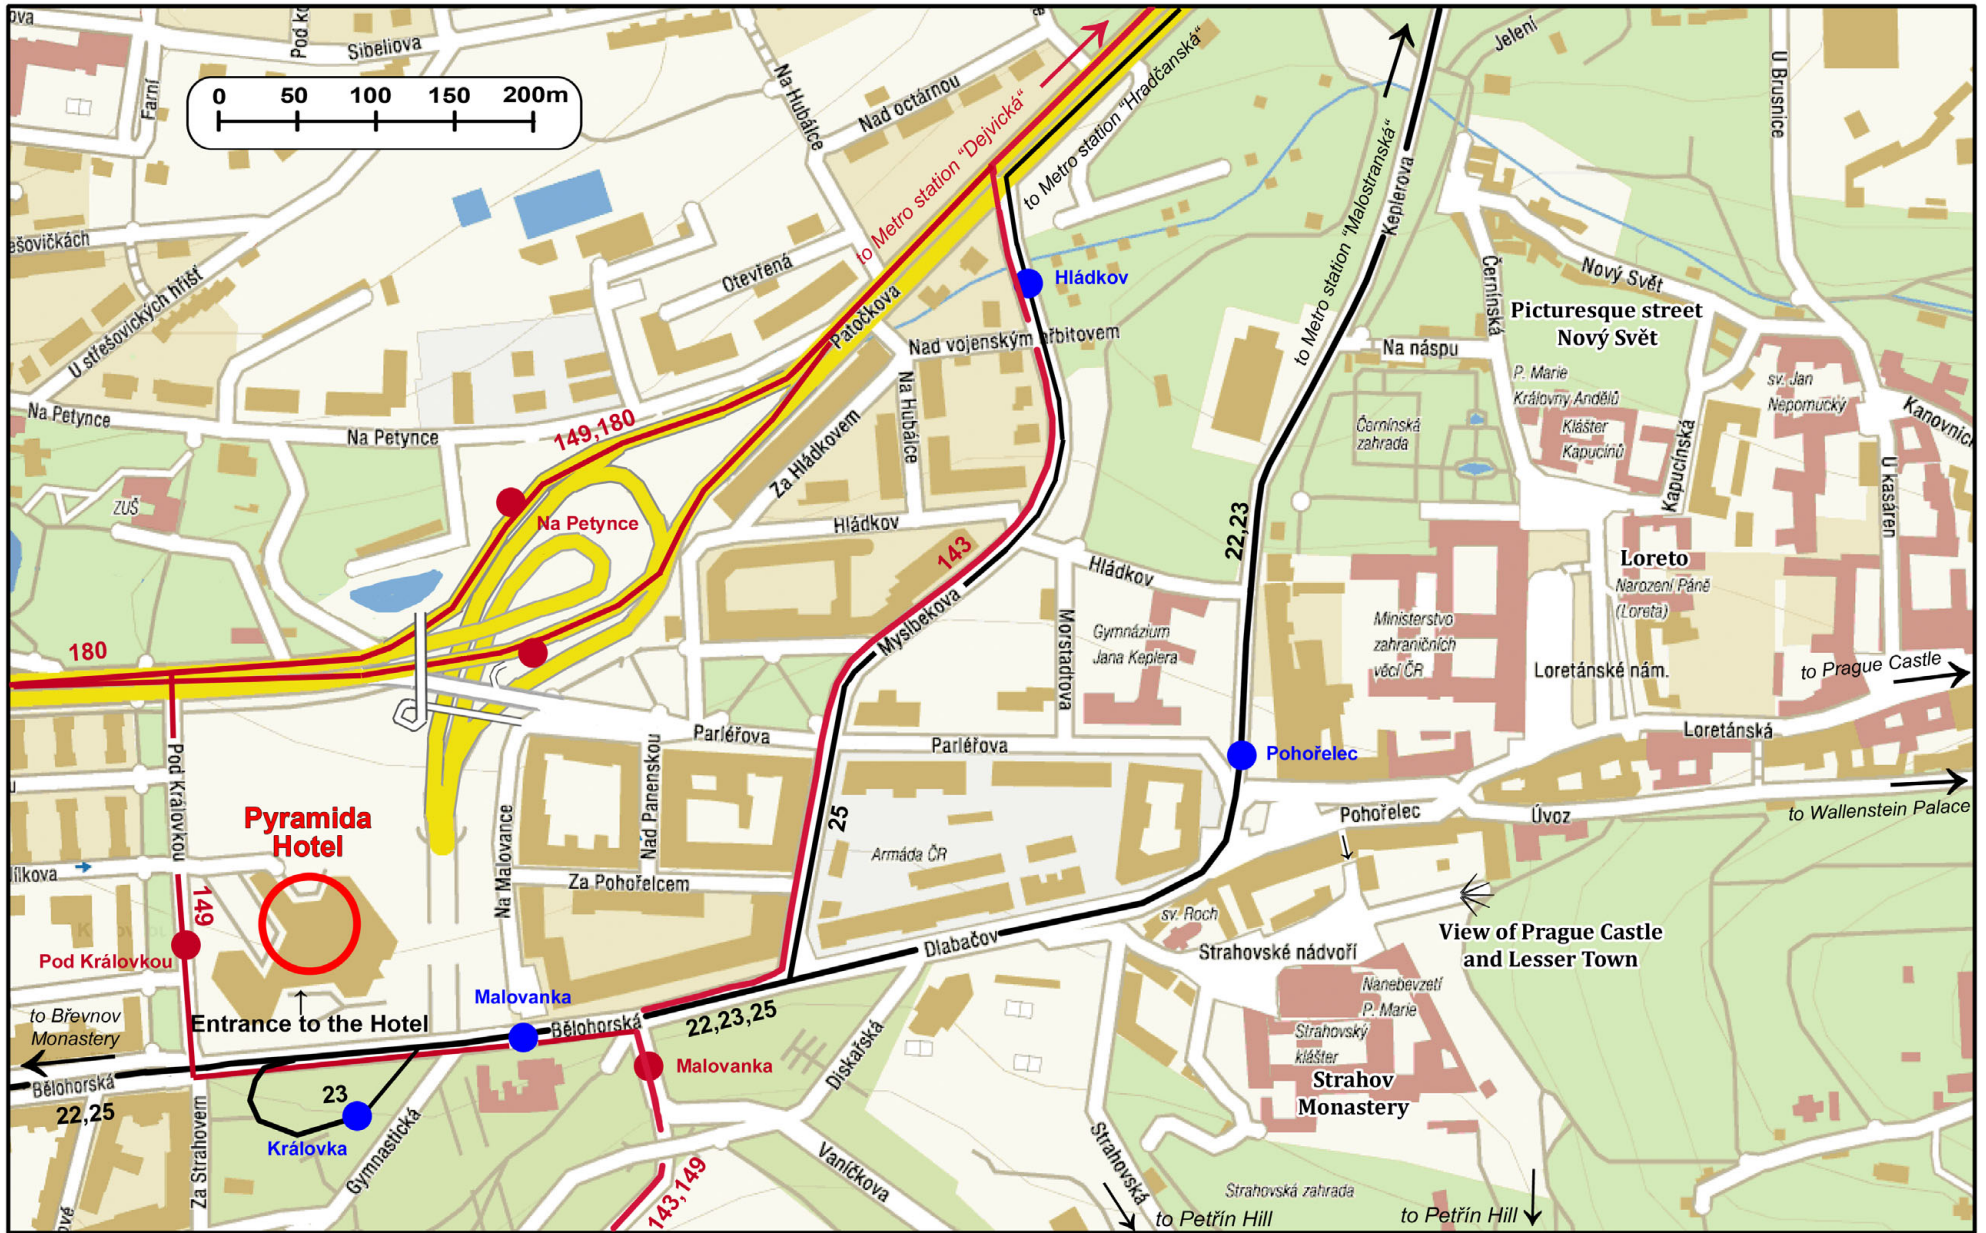 ova
Pod ko
Sibeliova
Farní
0 50 100 150 200m
Na Hubálce
Nad octárnou
to Metro station "Dejvická"
to Metro station "Hradčanská"
to Metro station "Malostranská"
Keplerova
Jelení
U Brusnice
ešovičkách
U střešovických hřišť
Otevřená
Patočkova
Hládkov
Nad vojenským hřbitovem
Černínská
Nový Svět
Picturesque street
Nový Svět
Na náspu
P. Marie
Královny Andělů
Klášter
Kapucínů
sv. Jan
Nepomucký
Kanovnick
Na Petynce
Na Petynce
149,180
Na Hubálce
Za Hládkovem
Černínská
zahrada
Kapucínská
U kasáren
ZUŠ
Na Petynce
Hládkov
143
22,23
Hládkov
Loreto
Narození Páně
(Loreta)
Myslbekova
Morstadtova
Gymnázium
Jana Keplera
Ministerstvo
zahraničních
věcí ČR
Loretánské nám.
to Prague Castle
180
Pod Královkou
Parléřova
Parléřova
Pohořelec
Loretánská
Nad Panenskou
Na Malovance
25
Pyramida
Hotel
Pohořelec
Úvoz
to Wallenstein Palace
ílkova
Za Pohořelcem
Armáda ČR
149
Pod Královkou
sv. Roch
Dlabačov
Strahovské nádvoří
View of Prague Castle
and Lesser Town
Malovanka
Nanebevzetí
P. Marie
to Břevnov
Monastery
Entrance to the Hotel
Bělohorská
22,23,25
Strahovský
klášter
Diskařská
Malovanka
Strahov
Monastery
Bělohorská
22,25
23
Královka
Gymnastická
Za Strahovem
Vaníčkova
143,149
Strahovská
Strahovská zahrada
to Petřín Hill
to Petřín Hill
ové